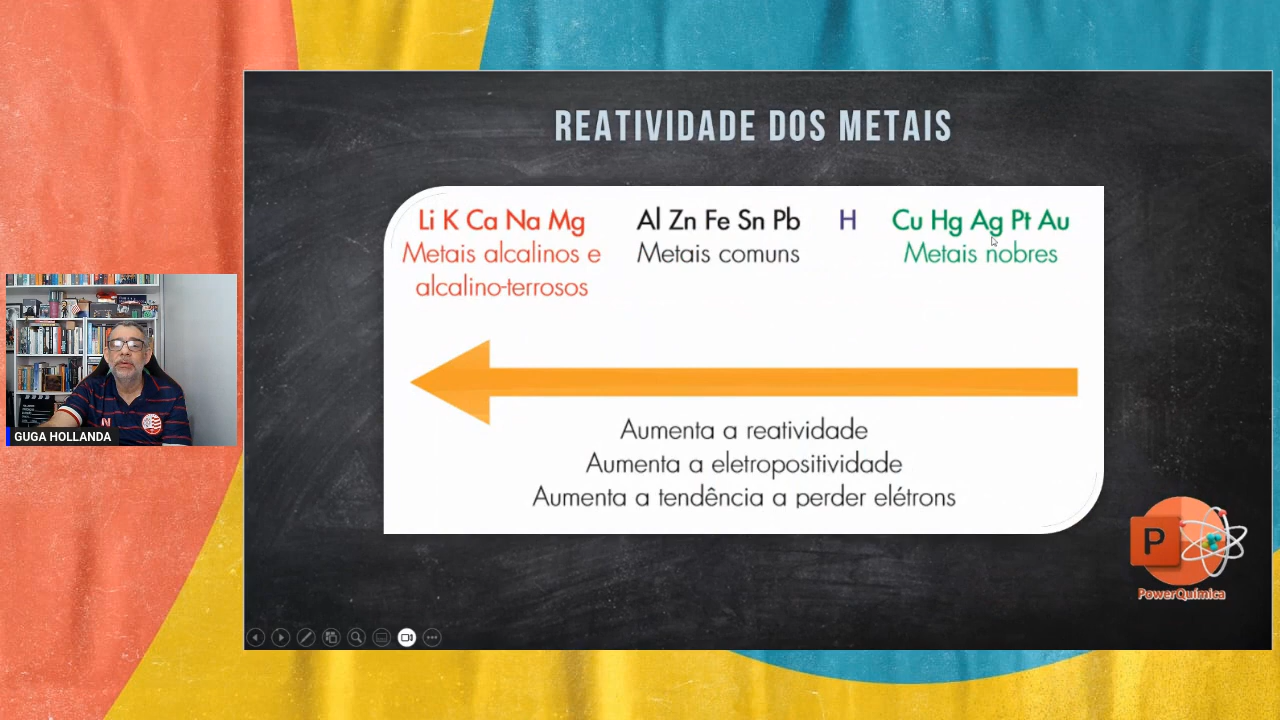 REATIVIDADE DOS METAIS
Li K Ca Na Mg
Metais alcalinos e
alcalino-terrosos
Al Zn Fe Sn Pb
Metais comuns
H
Cu Hg Ag Pt Au
Metais nobres
Aumenta a reatividade
Aumenta a eletropositividade
Aumenta a tendência a perder elétrons
GUGA HOLLANDA
P
PowerQuímica